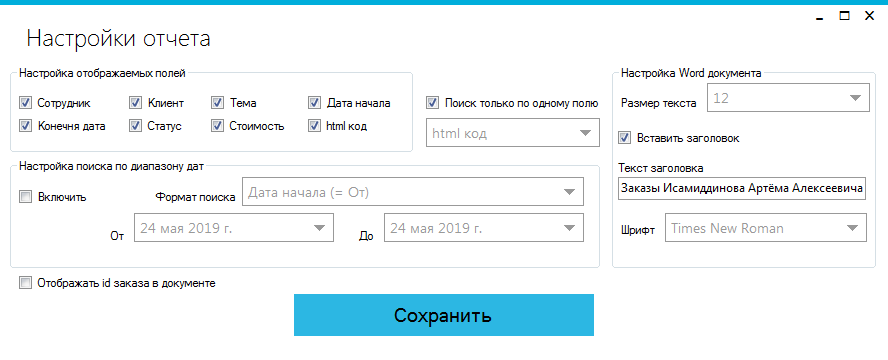 Настройки отчета
Настройка отображаемых полей
Сотрудник Клиент Тема Дата начала
Конечня дата Статус Стоимость html код
Поиск только по одному полю
html код
Настройка Word документа
Размер текста 12
Вставить заголовок
Текст заголовка
Заказы Исамиддинова Артёма Алексеевича
Шрифт Times New Roman
Настройка поиска по диапазону дат
Включить Формат поиска Дата начала (= От)
От 24 мая 2019 г. До 24 мая 2019 г.
Отображать id заказа в документе
Сохранить